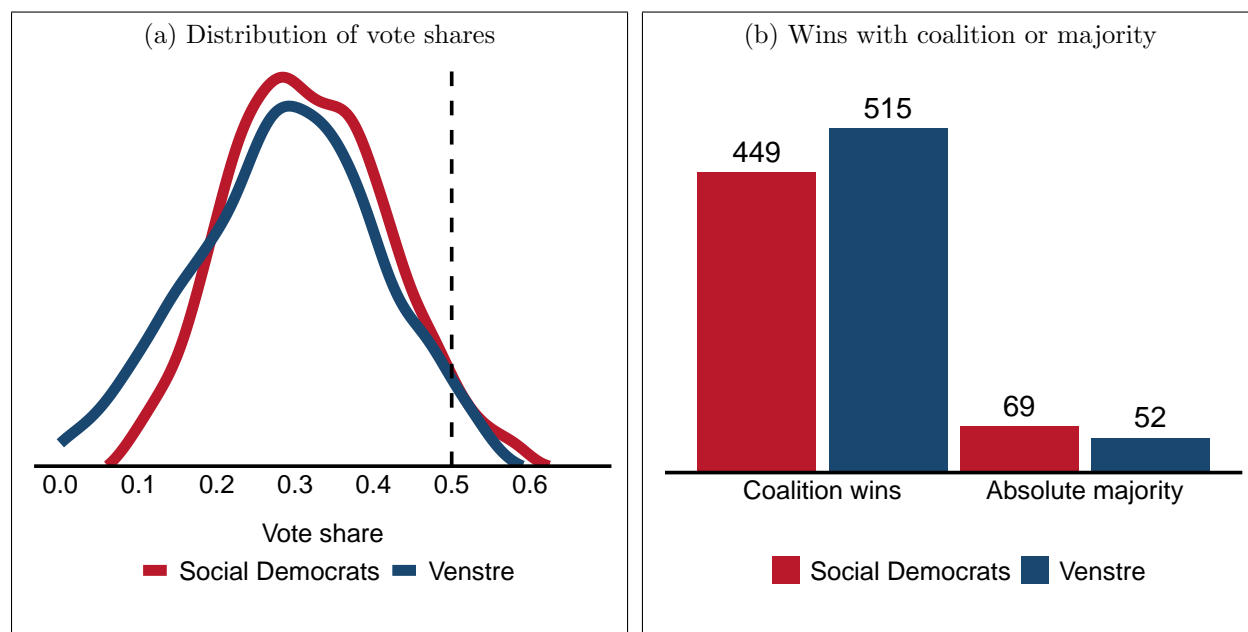 (a) Distribution of vote shares
0.0 0.1 0.2 0.3 0.4 0.5 0.6
Vote share
Social Democrats Venstre
(b) Wins with coalition or majority
515
449
69
52
Coalition wins Absolute majority
Social Democrats Venstre